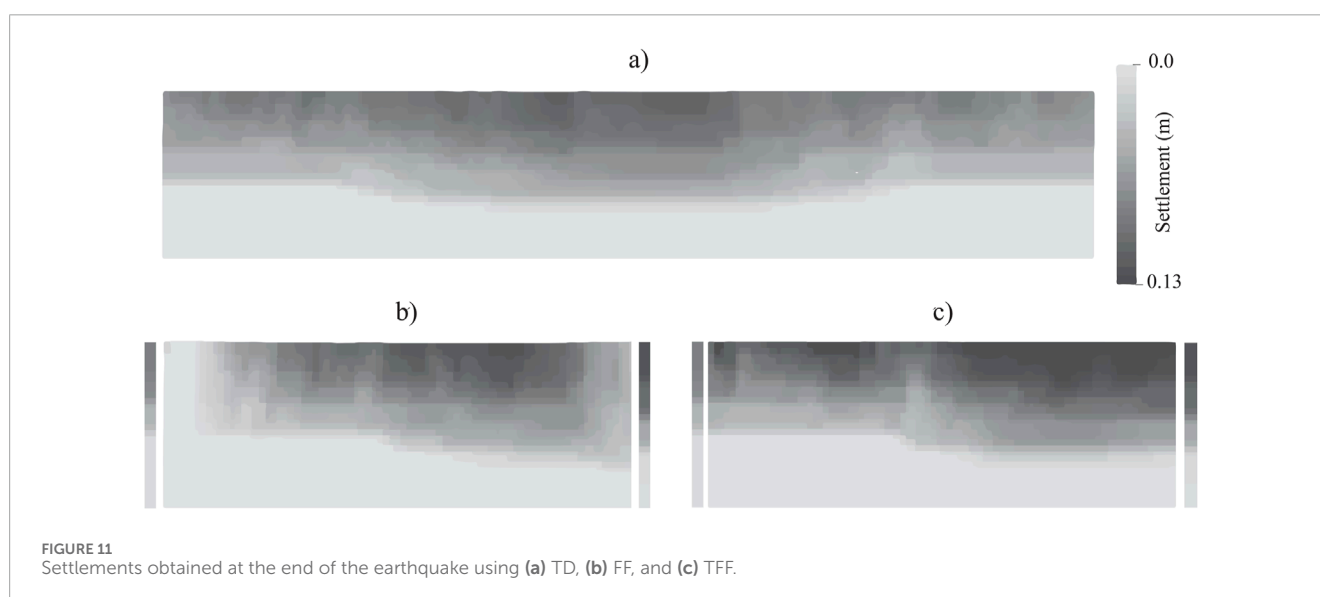 a)
0.0
Settlement (m)
0.13
b)
c)
FIGURE 11
Settlements obtained at the end of the earthquake using (a) TD, (b) FF, and (c) TFF.